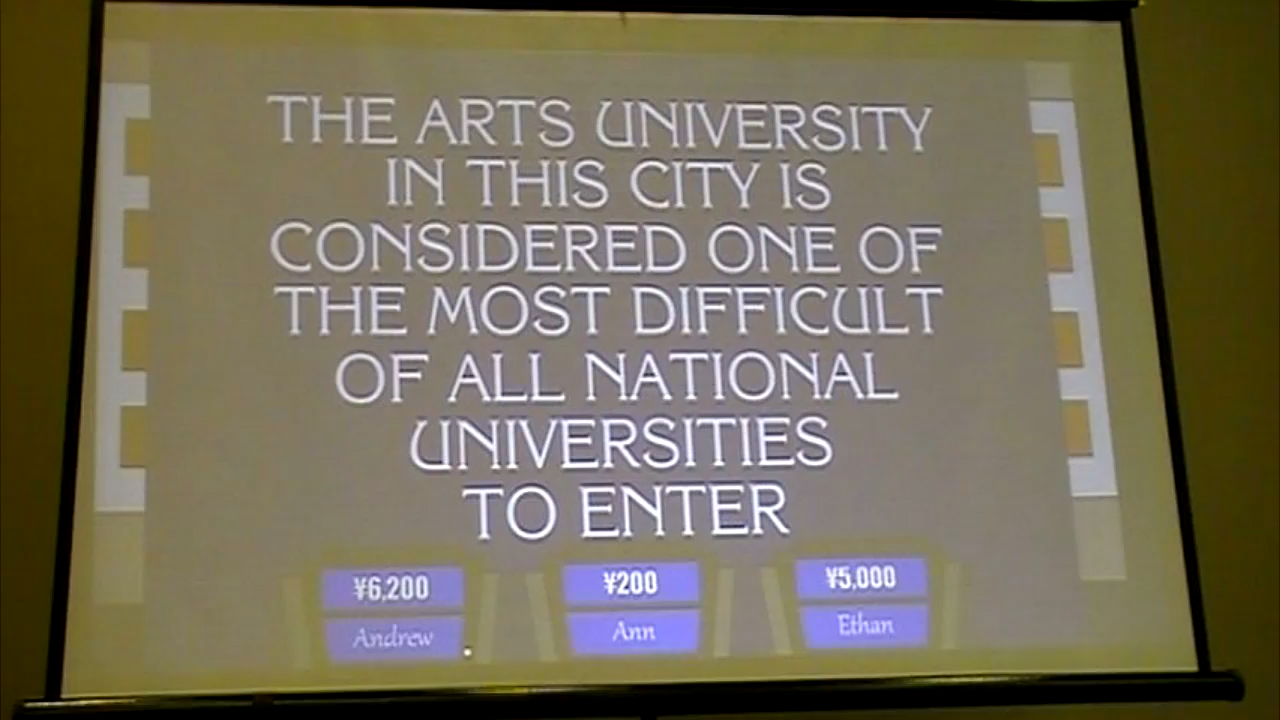 THE ARTS UNIVERSITY
IN THIS CITY IS
CONSIDERED ONE OF
THE MOST DIFFICULT
OF ALL NATIONAL
UNIVERSITIES
TO ENTER
¥6,200
¥200
¥5,000
Andrew
Ann
Ethan